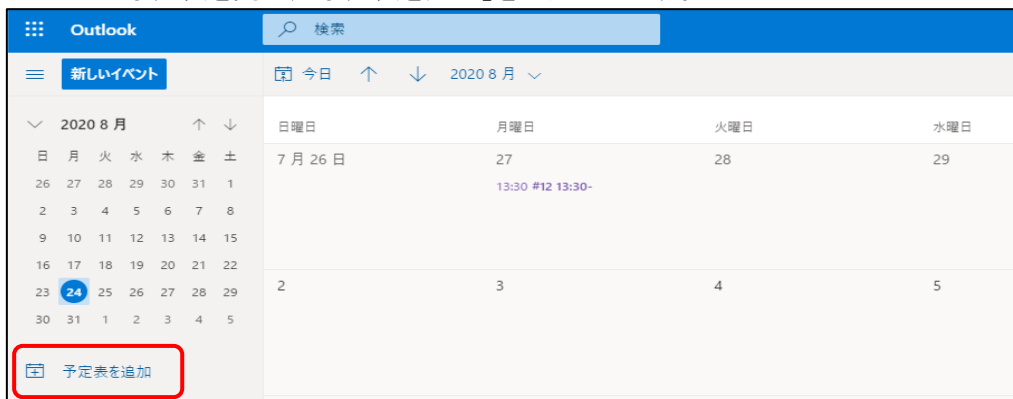 Outlook 検索
新しいイベント 今日 2020 8 月
2020 8 月
日曜日 月曜日 火曜日 水曜日
日 月 火 水 木 金 土
7 月 26 日 27 28 29
26 27 28 29 30 31 1
13:30 #12 13:30-
2 3 4 5 6 7 8
9 10 11 12 13 14 15
16 17 18 19 20 21 22
23 24 25 26 27 28 29
2 3 4 5
30 31 1 2 3 4 5
予定表を追加